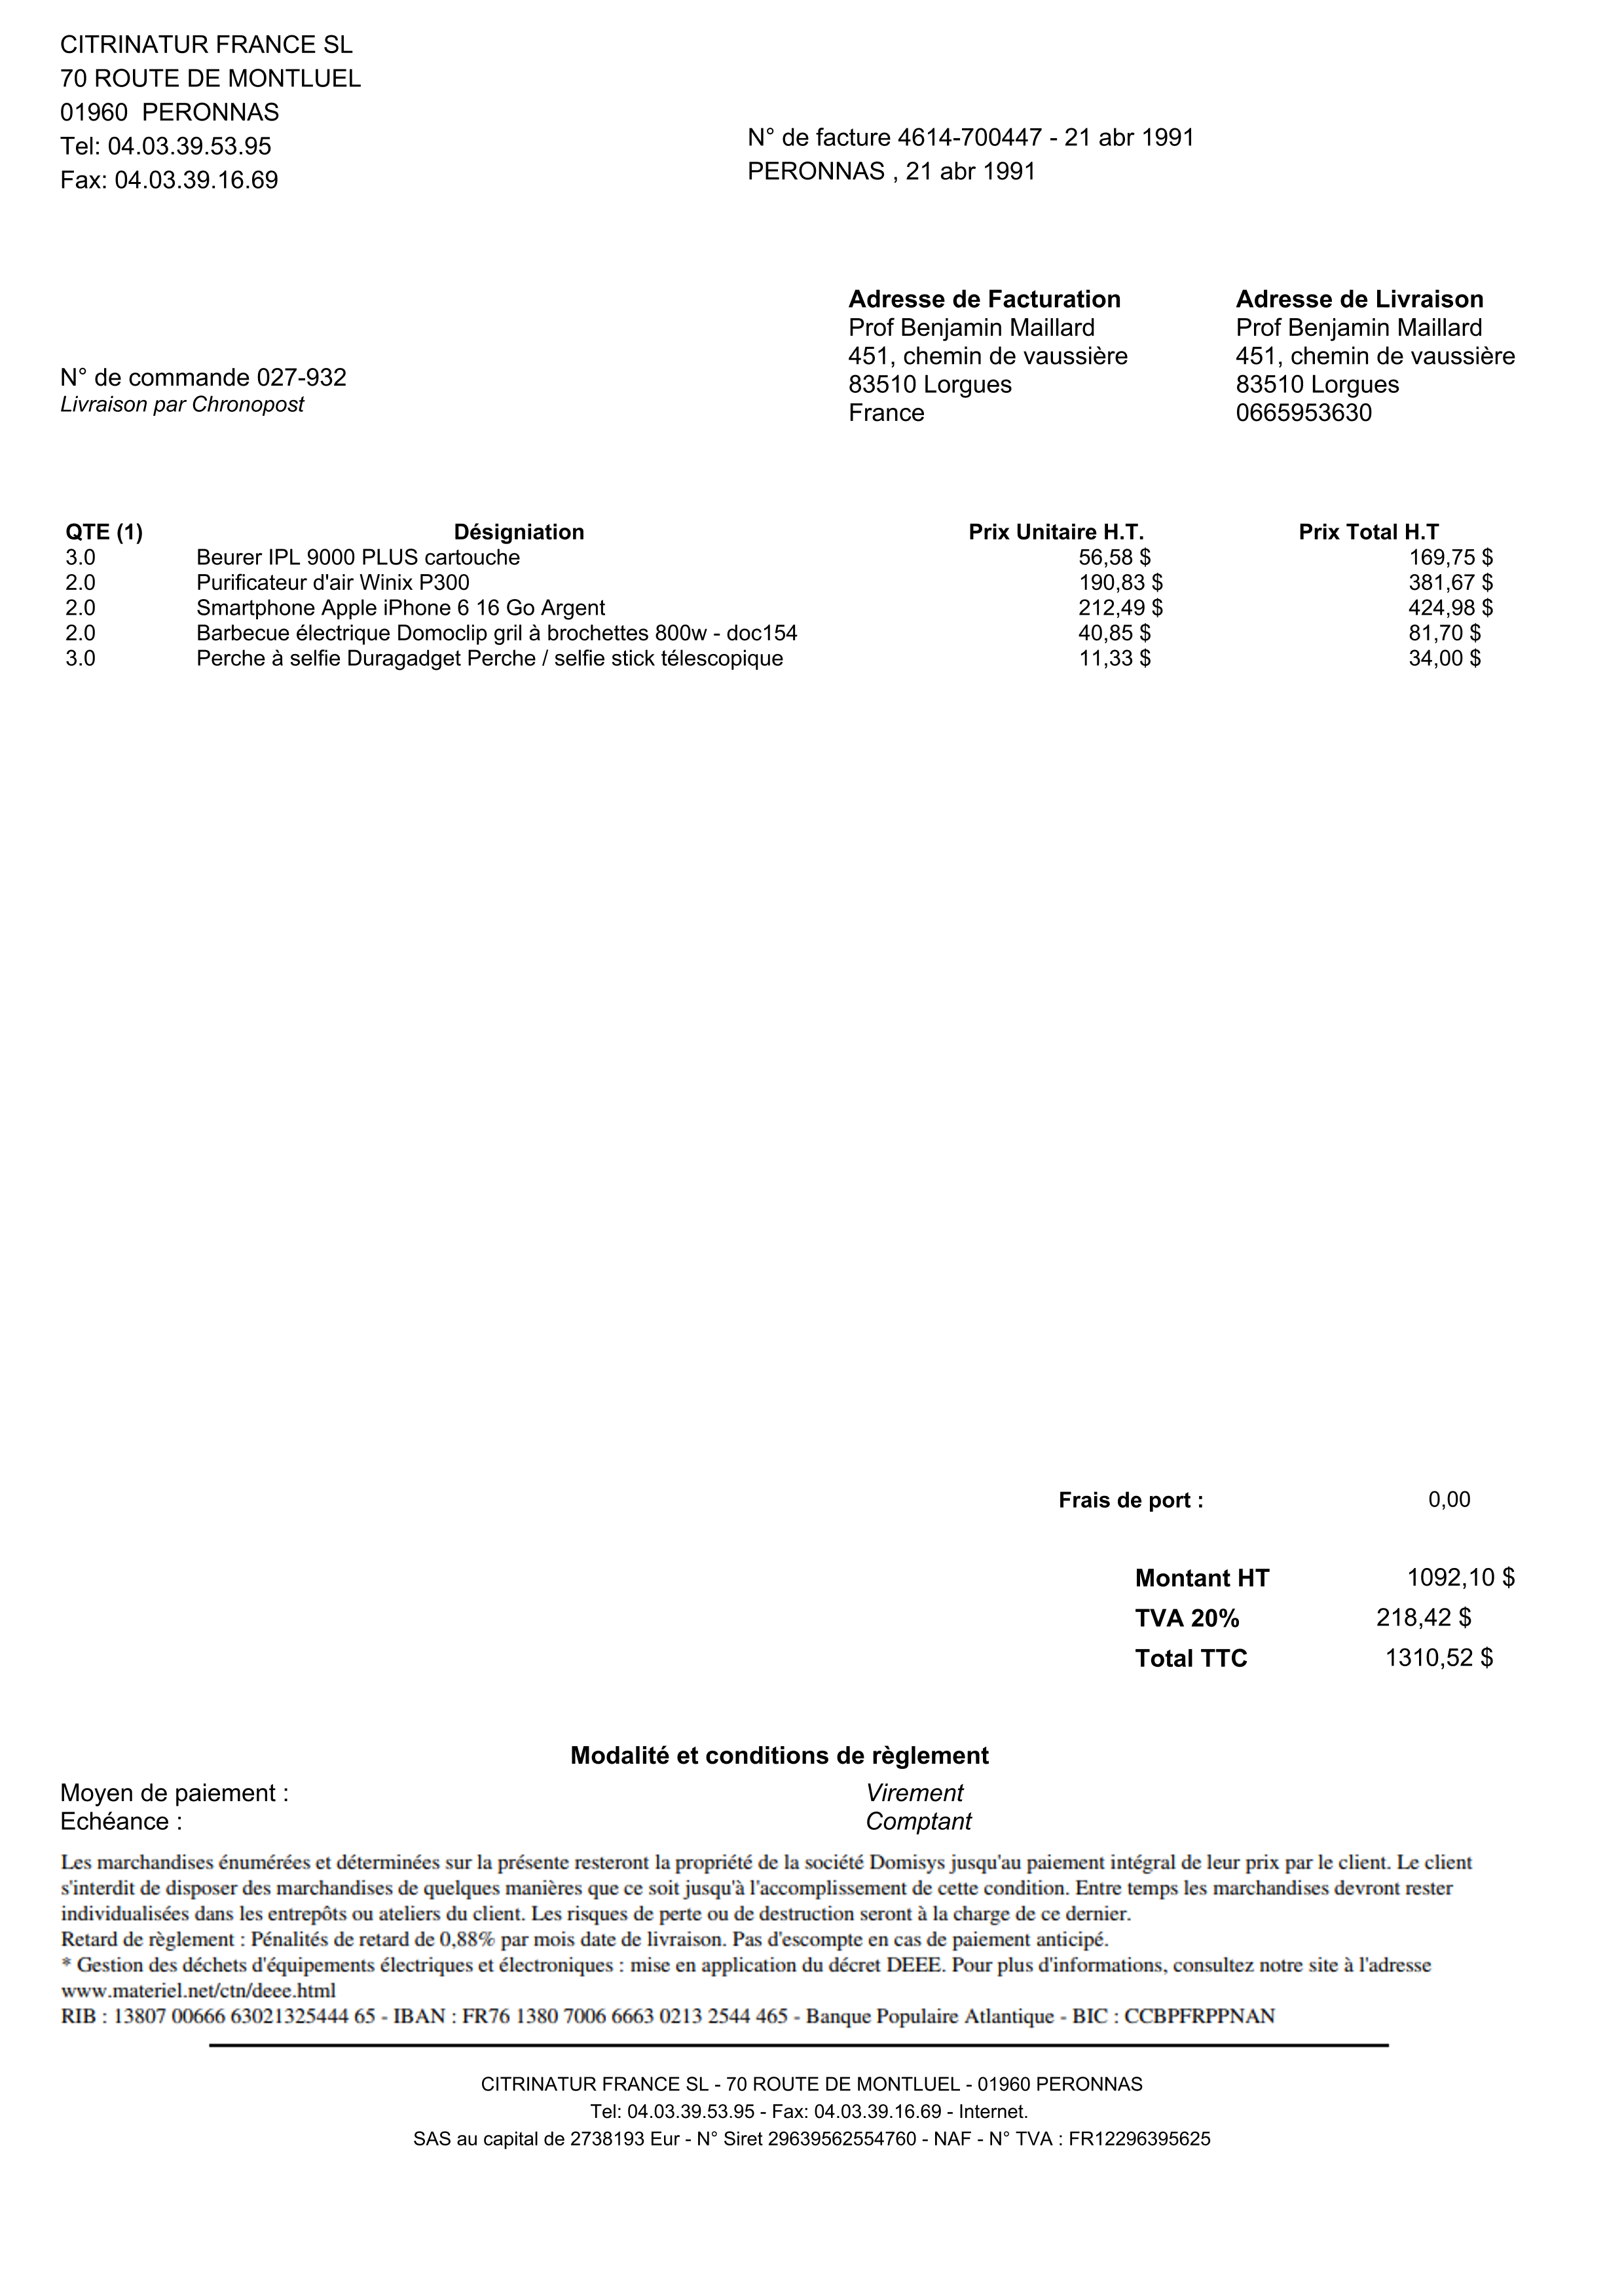 CITRINATUR FRANCE SL
70 ROUTE DE MONTLUEL
01960  PERONNAS
Tel: 04.03.39.53.95
Fax: 04.03.39.16.69
N° de facture 4614-700447 - 21 abr 1991
PERONNAS , 21 abr 1991
N° de commande 027-932
Livraison par Chronopost
Adresse de Facturation
Prof Benjamin Maillard
451, chemin de vaussière
83510 Lorgues
France
Adresse de Livraison
Prof Benjamin Maillard
451, chemin de vaussière
83510 Lorgues
0665953630
QTE (1) Désigniation Prix Unitaire H.T. Prix Total H.T
3.0 Beurer IPL 9000 PLUS cartouche 56,58 $ 169,75 $
2.0 Purificateur d'air Winix P300 190,83 $ 381,67 $
2.0 Smartphone Apple iPhone 6 16 Go Argent 212,49 $ 424,98 $
2.0 Barbecue électrique Domoclip gril à brochettes 800w - doc154 40,85 $ 81,70 $
3.0 Perche à selfie Duragadget Perche / selfie stick télescopique 11,33 $ 34,00 $
Frais de port : 0,00
Montant HT 1092,10 $
TVA 20% 218,42 $
Total TTC 1310,52 $
Modalité et conditions de règlement
Moyen de paiement : Virement
Echéance : Comptant
Les marchandises énumérées et déterminées sur la présente resteront la propriété de la société Domisys jusqu'au paiement intégral de leur prix par le client. Le client
s'interdit de disposer des marchandises de quelques manières que ce soit jusqu'à l'accomplissement de cette condition. Entre temps les marchandises devront rester
individualisées dans les entrepôts ou ateliers du client. Les risques de perte ou de destruction seront à la charge de ce dernier.
Retard de règlement : Pénalités de retard de 0,88% par mois date de livraison. Pas d'escompte en cas de paiement anticipé.
* Gestion des déchets d'équipements électriques et électroniques : mise en application du décret DEEE. Pour plus d'informations, consultez notre site à l'adresse
www.materiel.net/ctn/deee.html
RIB : 13807 00666 63021325444 65 - IBAN : FR76 1380 7006 6663 0213 2544 465 - Banque Populaire Atlantique - BIC : CCBPFRPPNAN
CITRINATUR FRANCE SL - 70 ROUTE DE MONTLUEL - 01960 PERONNAS
Tel: 04.03.39.53.95 - Fax: 04.03.39.16.69 - Internet.
SAS au capital de 2738193 Eur - N° Siret 29639562554760 - NAF - N° TVA : FR12296395625